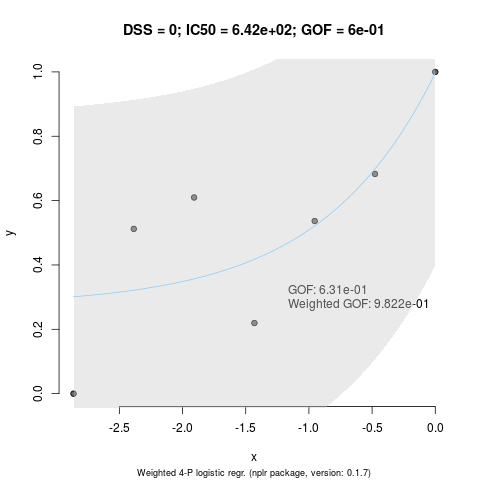 DSS = 0; IC50 = 6.42e+02; GOF = 6e-01
1.0
0.8
y
0.6
0.4
0.2
0.0
GOF: 6.31e-01
Weighted GOF: 9.822e-01
-2.5 -2.0 -1.5 -1.0 -0.5 0.0
x
Weighted 4-P logistic regr. (nplr package, version: 0.1.7)